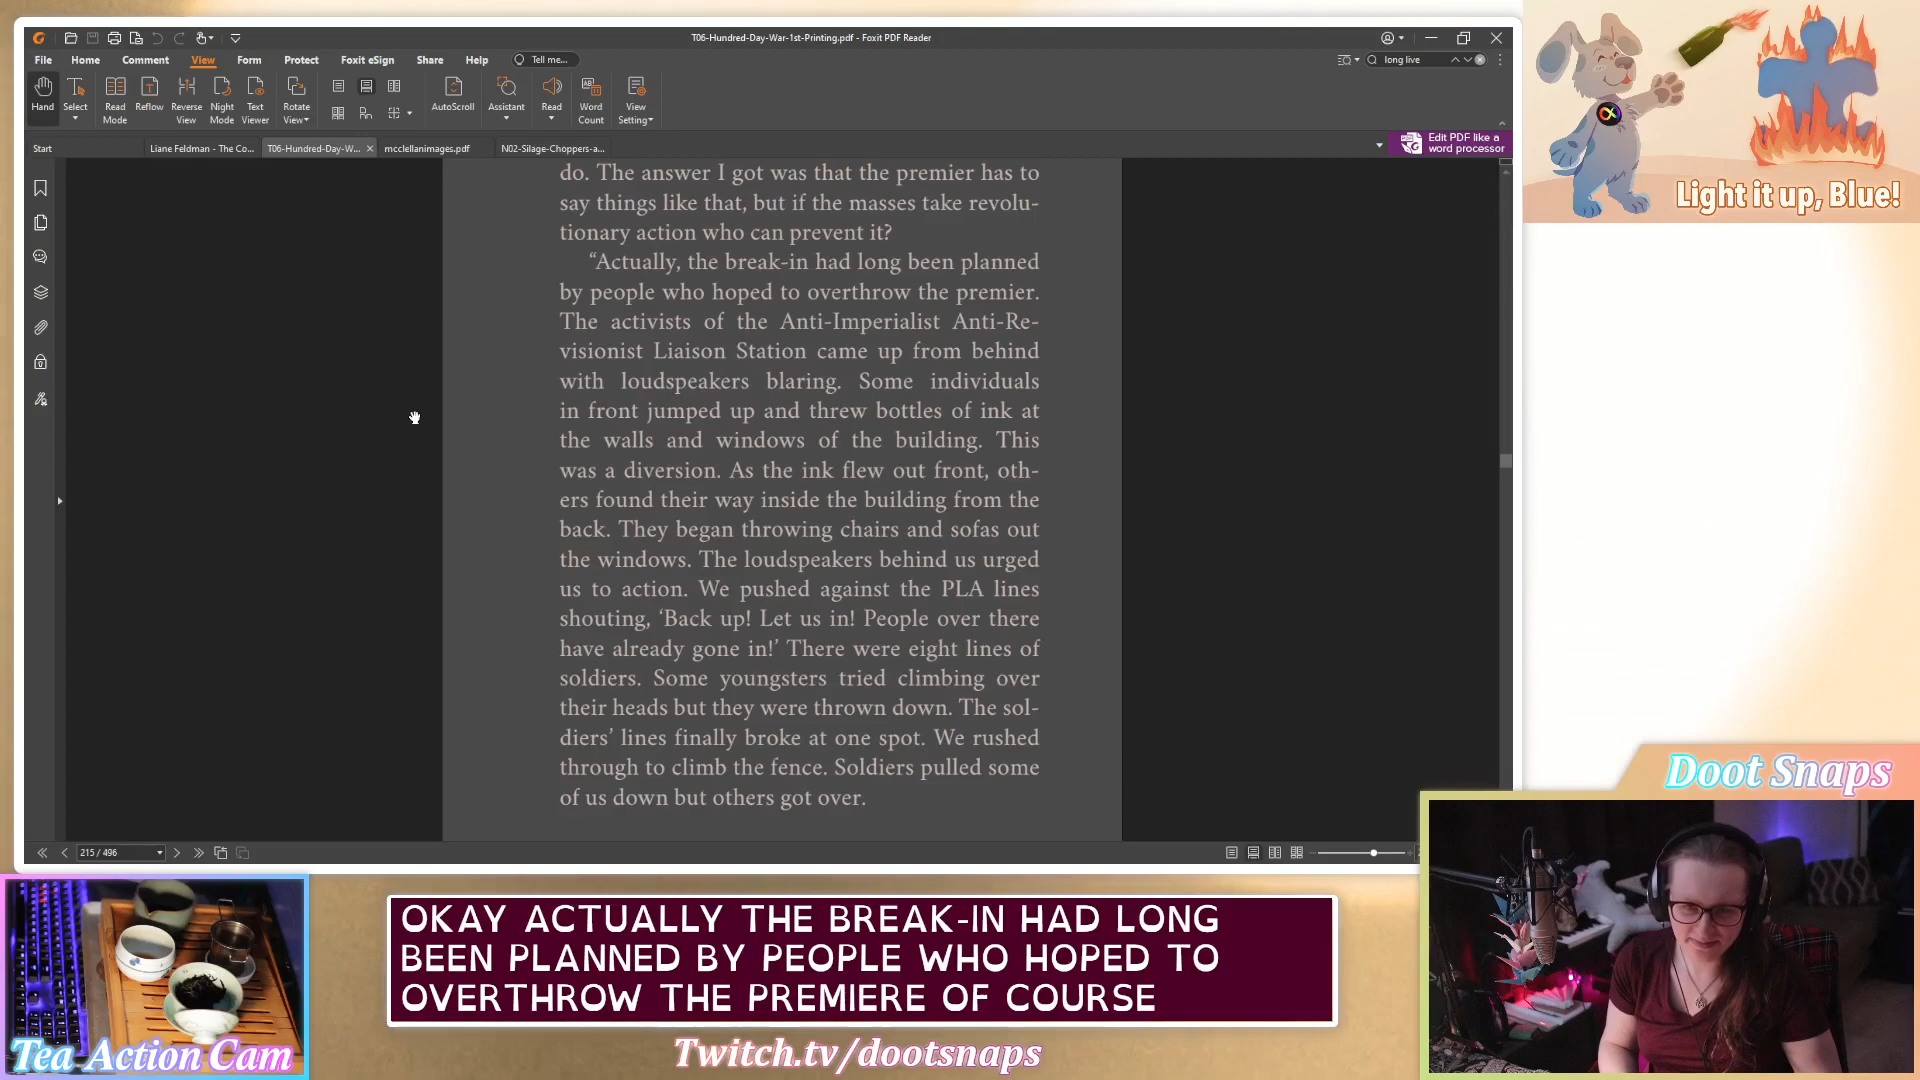 T06-Hundred-Day-War-1st-Printing.pdf - Foxit PDF Reader
File Home Comment View Form Protect Foxit eSign Share Help Tell me... long live
Hand Select Read Mode Reflow Reverse View Night Mode Text Viewer Rotate View AutoScroll Assistant Read Word Count View Setting
Start Liane Feldman - The Co... T06-Hundred-Day-W... mcclellanimages.pdf N02-Silage-Choppers-a...
Edit PDF like a
word processor
do. The answer I got was that the premier has to
say things like that, but if the masses take revolu-
tionary action who can prevent it?
“Actually, the break-in had long been planned
by people who hoped to overthrow the premier.
The activists of the Anti-Imperialist Anti-Re-
visionist Liaison Station came up from behind
with loudspeakers blaring. Some individuals
in front jumped up and threw bottles of ink at
the walls and windows of the building. This
was a diversion. As the ink flew out front, oth-
ers found their way inside the building from the
back. They began throwing chairs and sofas out
the windows. The loudspeakers behind us urged
us to action. We pushed against the PLA lines
shouting, ‘Back up! Let us in! People over there
have already gone in!’ There were eight lines of
soldiers. Some youngsters tried climbing over
their heads but they were thrown down. The sol-
diers’ lines finally broke at one spot. We rushed
through to climb the fence. Soldiers pulled some
of us down but others got over.
215 / 496
Light it up, Blue!
Doot Snaps
Tea Action Cam
OKAY ACTUALLY THE BREAK-IN HAD LONG
BEEN PLANNED BY PEOPLE WHO HOPED TO
OVERTHROW THE PREMIERE OF COURSE
Twitch.tv/dootsnaps